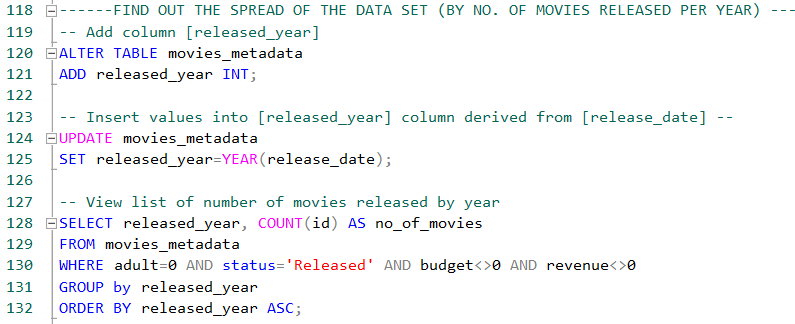 118 ------FIND OUT THE SPREAD OF THE DATA SET (BY NO. OF MOVIES RELEASED PER YEAR) ---
119 -- Add column [released_year]
120 ALTER TABLE movies_metadata
121 ADD released_year INT;
122
123 -- Insert values into [released_year] column derived from [release_date] --
124 UPDATE movies_metadata
125 SET released_year=YEAR(release_date);
126
127 -- View list of number of movies released by year
128 SELECT released_year, COUNT(id) AS no_of_movies
129 FROM movies_metadata
130 WHERE adult=0 AND status='Released' AND budget<>0 AND revenue<>0
131 GROUP by released_year
132 ORDER BY released_year ASC;